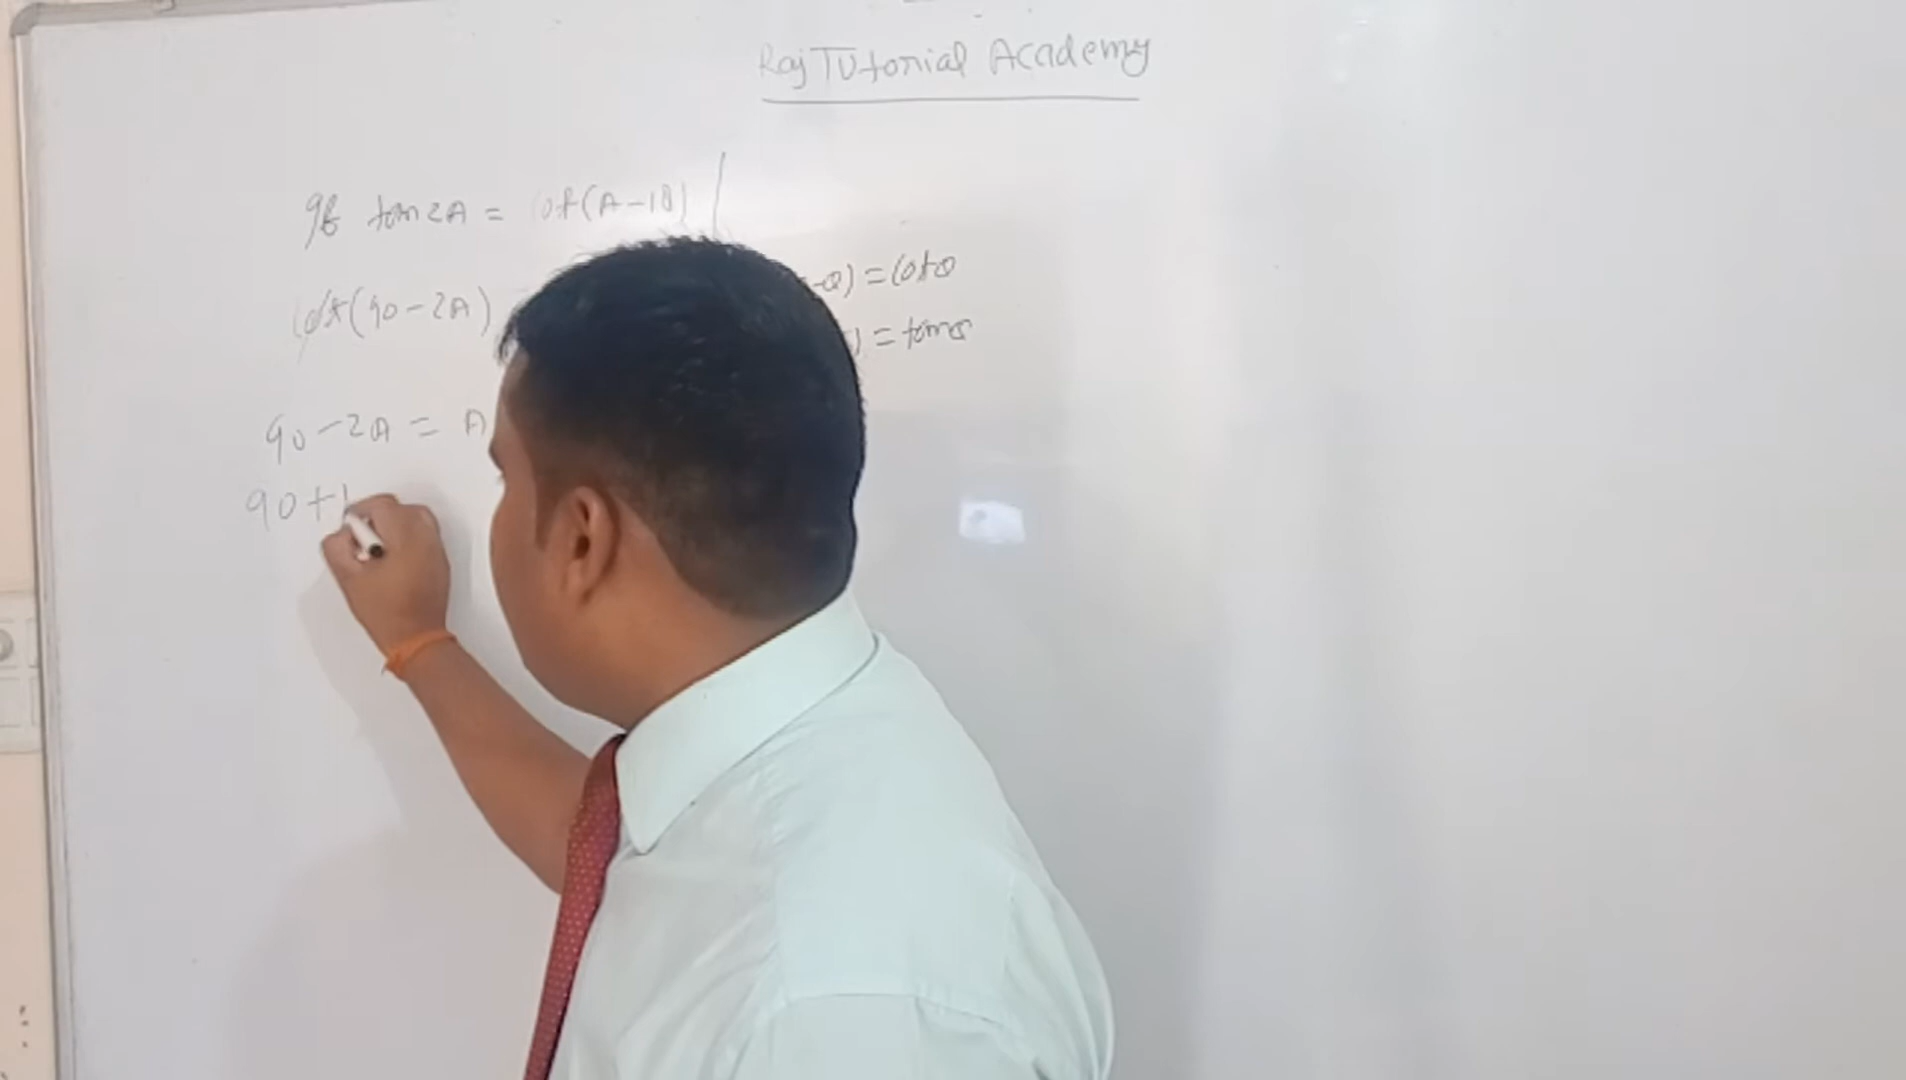 Raj TUtorial Academy
If tan2A = Cot(A-18)
Cot(90-2A)
-θ) = Cotθ
) = tanθ
90-2A = A
90+1